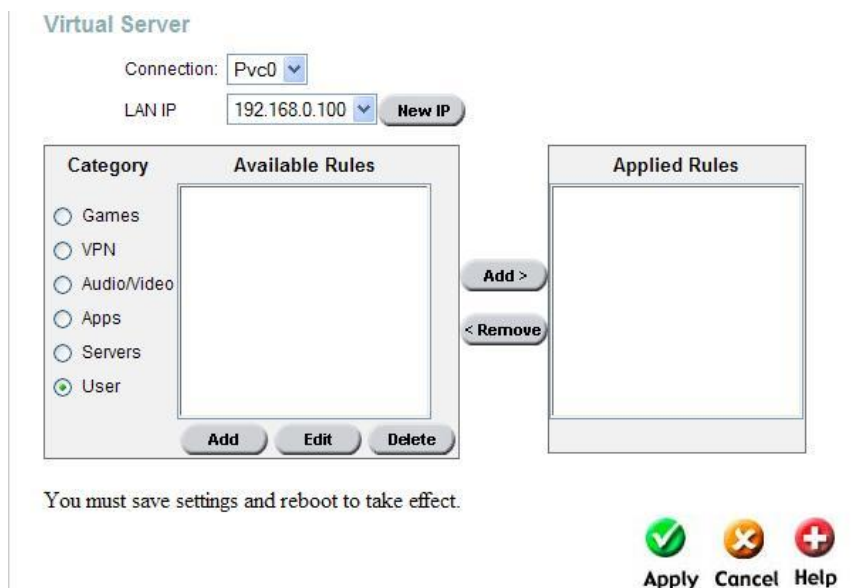 Virtual Server
Connection: Pvc0
LAN IP 192.168.0.100 New IP
Category Available Rules Applied Rules
Games
VPN
Audio/Video
Apps
Servers
User
Add >
< Remove
Add Edit Delete
You must save settings and reboot to take effect.
Apply Cancel Help